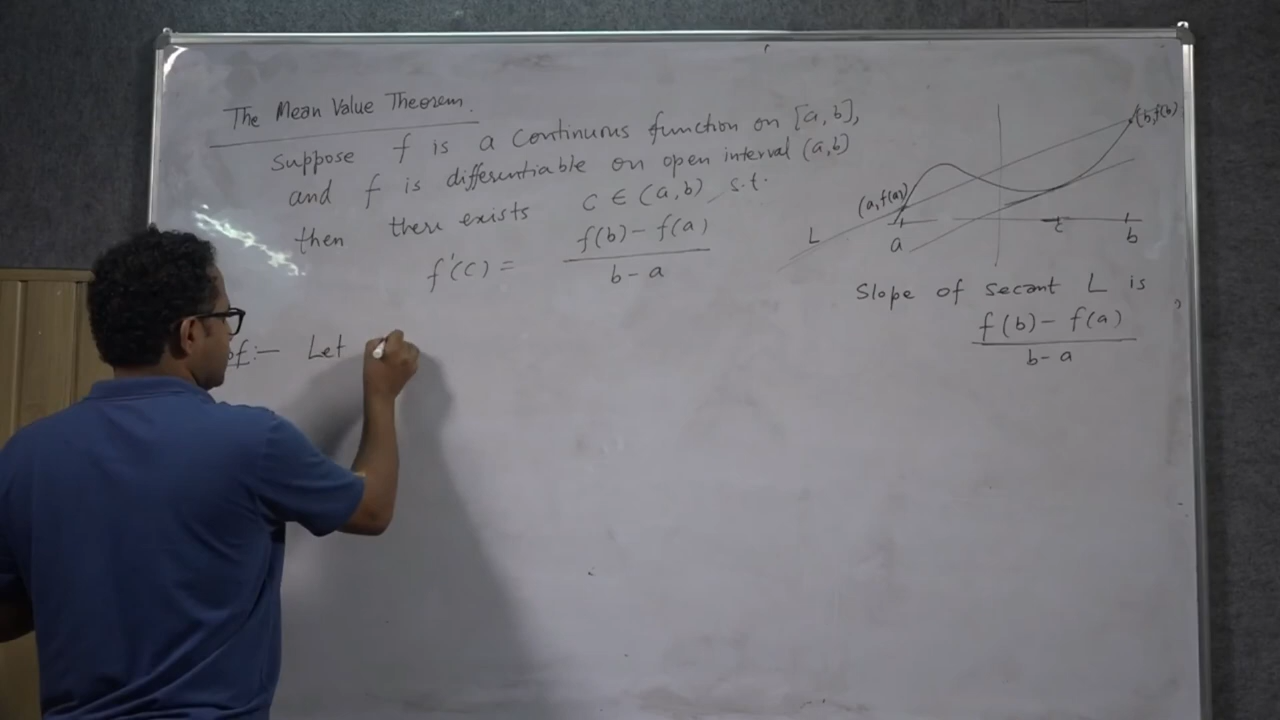 The Mean Value Theorem.
Suppose f is a continuous function on [a,b],
and f is differentiable on open interval (a,b)
then there exists c ∈ (a,b) s.t.
f'(c) = f(b) - f(a)
b - a
of:- Let
(b,f(b))
(a,f(a))
L
a
c
b
Slope of secant L is
f(b) - f(a)
b - a